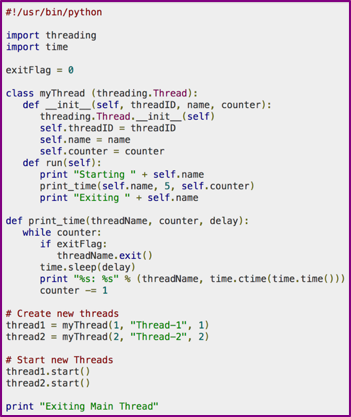 #!/usr/bin/python
import threading
import time
exitFlag = 0
class myThread (threading.Thread):
def __init__(self, threadID, name, counter):
threading.Thread.__init__(self)
self.threadID = threadID
self.name = name
self.counter = counter
def run(self):
print "Starting " + self.name
print_time(self.name, 5, self.counter)
print "Exiting " + self.name
def print_time(threadName, counter, delay):
while counter:
if exitFlag:
threadName.exit()
time.sleep(delay)
print "%s: %s" % (threadName, time.ctime(time.time()))
counter -= 1
# Create new threads
thread1 = myThread(1, "Thread-1", 1)
thread2 = myThread(2, "Thread-2", 2)
# Start new Threads
thread1.start()
thread2.start()
print "Exiting Main Thread"